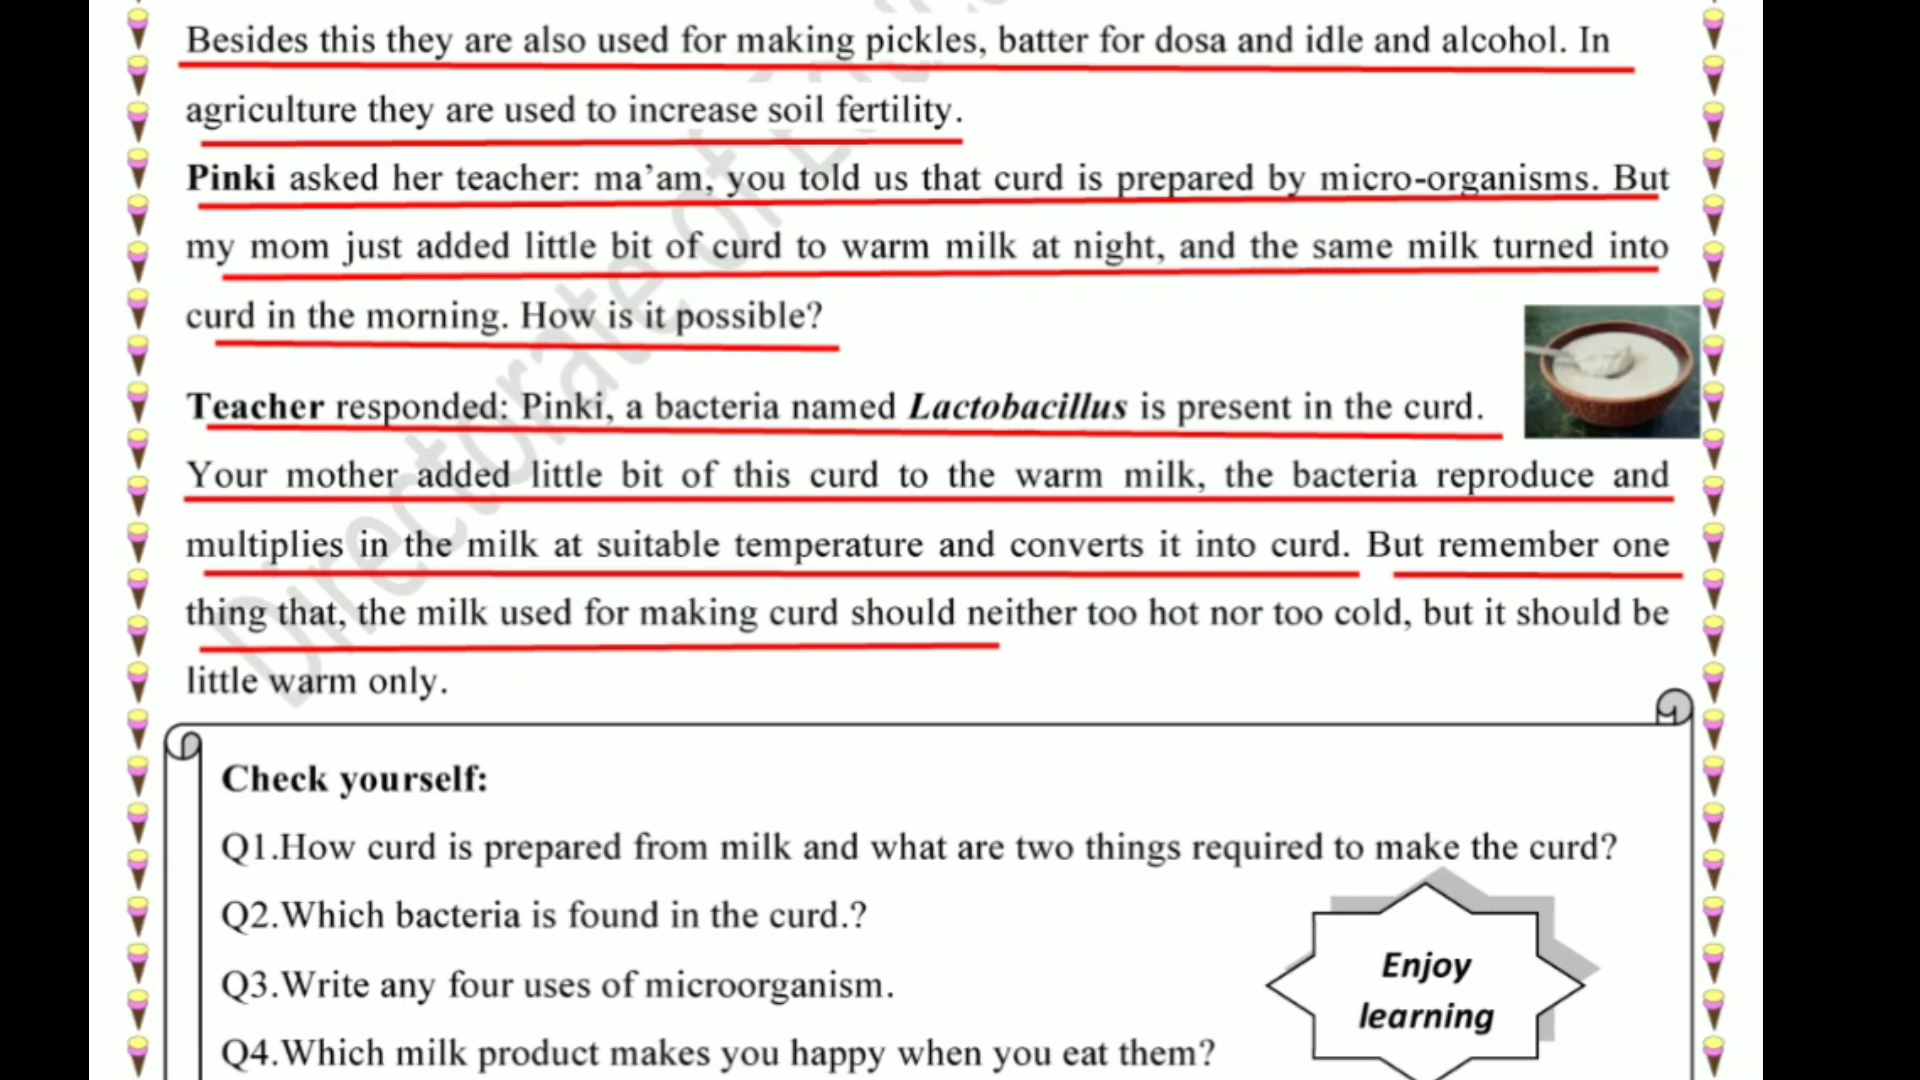 Besides this they are also used for making pickles, batter for dosa and idle and alcohol. In
agriculture they are used to increase soil fertility.
Pinki asked her teacher: ma’am, you told us that curd is prepared by micro-organisms. But
my mom just added little bit of curd to warm milk at night, and the same milk turned into
curd in the morning. How is it possible?
Teacher responded: Pinki, a bacteria named Lactobacillus is present in the curd.
Your mother added little bit of this curd to the warm milk, the bacteria reproduce and
multiplies in the milk at suitable temperature and converts it into curd. But remember one
thing that, the milk used for making curd should neither too hot nor too cold, but it should be
little warm only.
Check yourself:
Q1.How curd is prepared from milk and what are two things required to make the curd?
Q2.Which bacteria is found in the curd.?
Q3.Write any four uses of microorganism.
Q4.Which milk product makes you happy when you eat them?
Enjoy
learning
Directorate of